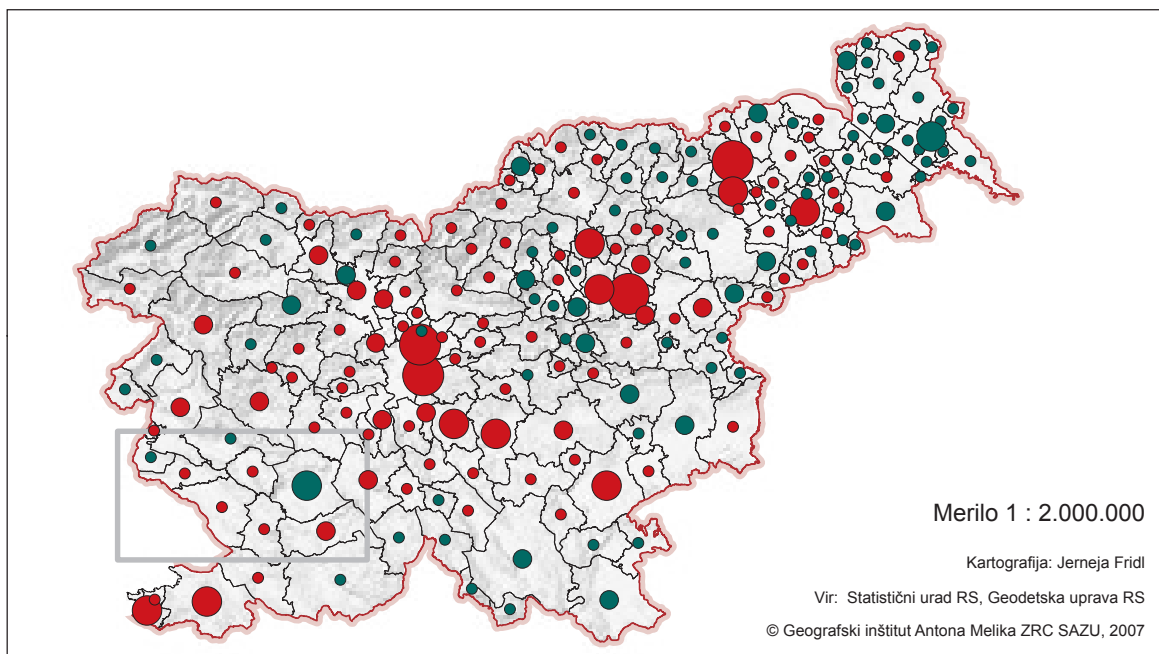 Merilo 1 : 2.000.000
Kartografija: Jerneja Fridl
Vir: Statistični urad RS, Geodetska uprava RS
© Geografski inštitut Antona Melika ZRC SAZU, 2007